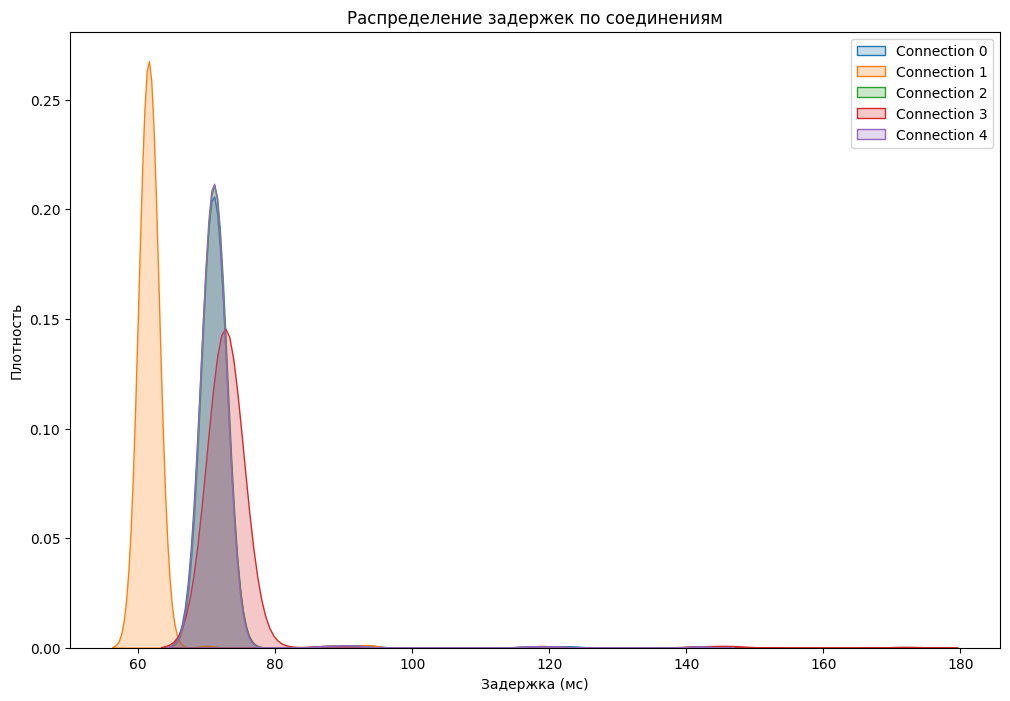 Распределение задержек по соединениям
Connection 0
Connection 1
Connection 2
Connection 3
Connection 4
0.25
0.20
0.15
0.10
0.05
0.00
Плотность
60 80 100 120 140 160 180
Задержка (мс)